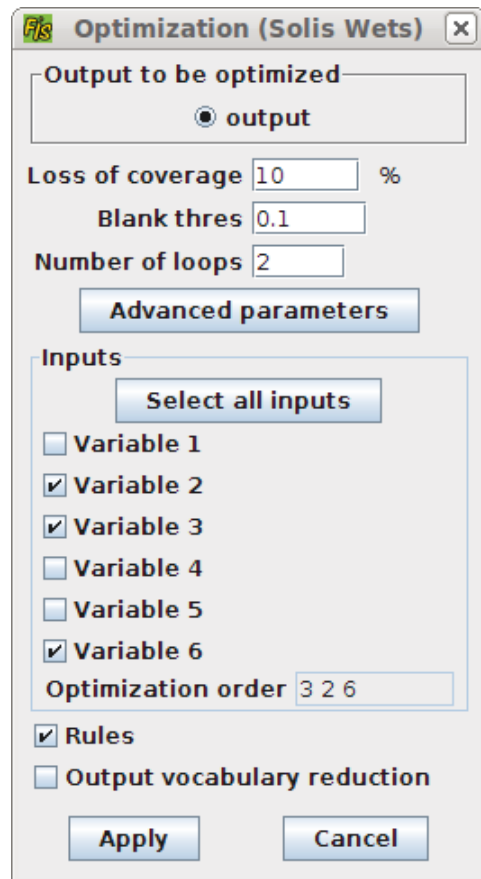 Fis Optimization (Solis Wets)
Output to be optimized
output
Loss of coverage 10 %
Blank thres 0.1
Number of loops 2
Advanced parameters
Inputs
Select all inputs
Variable 1
Variable 2
Variable 3
Variable 4
Variable 5
Variable 6
Optimization order 3 2 6
Rules
Output vocabulary reduction
Apply Cancel